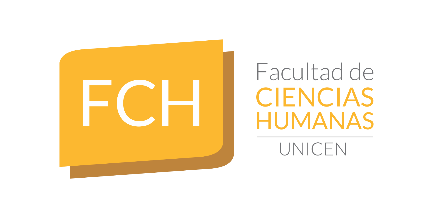 FCH
Facultad de
CIENCIAS
HUMANAS
UNICEN